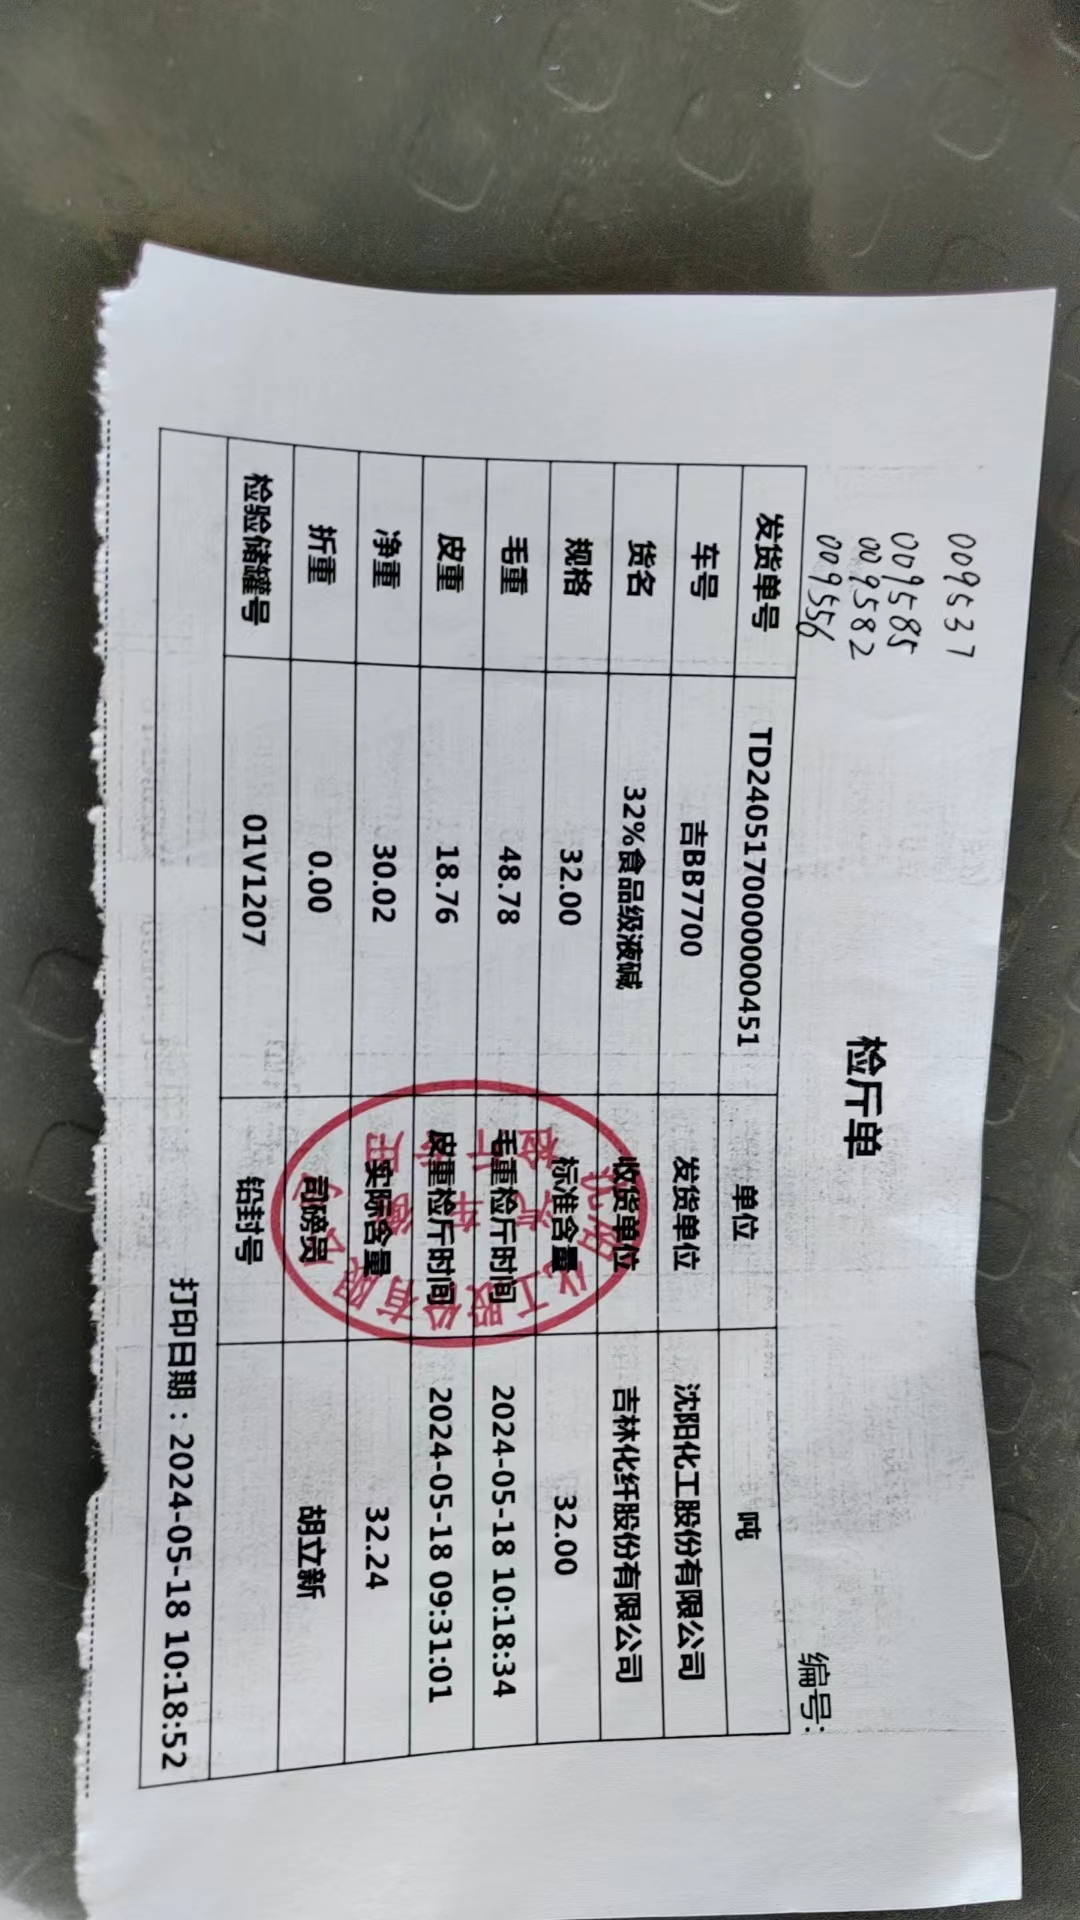 009537
009585
009582
009556
检斤单
编号:
发货单号 TD2405170000000451 单位 吨
车号 吉BB7700 发货单位 沈阳化工股份有限公司
货名 32%食品级液碱 收货单位 吉林化纤股份有限公司
规格 32.00 标准含量 32.00
毛重 48.78 毛重检斤时间 2024-05-18 10:18:34
皮重 18.76 皮重检斤时间 2024-05-18 09:31:01
净重 30.02 实际含量 32.24
折重 0.00 司磅员 胡立新
检验储罐号 01V1207 铅封号
打印日期：2024-05-18 10:18:52